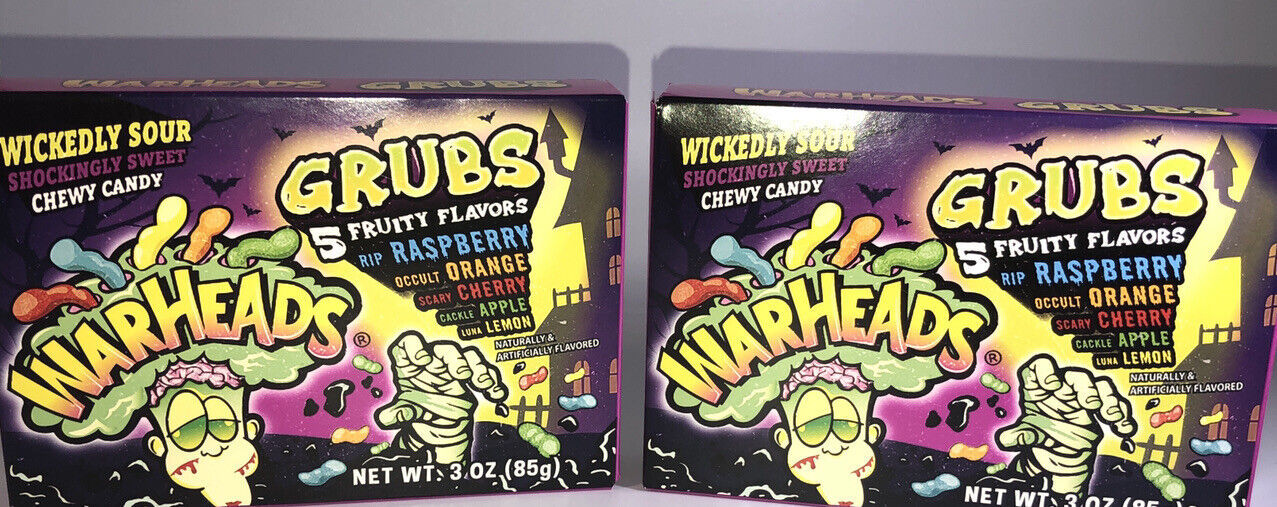 WARHEADS GRUBS
WICKEDLY SOUR
SHOCKINGLY SWEET
CHEWY CANDY
GRUBS
5 FRUITY FLAVORS
RIP RASPBERRY
OCCULT ORANGE
SCARY CHERRY
CACKLE APPLE
LUNA LEMON
NATURALLY &
ARTIFICIALLY FLAVORED
WARHEADS®
NET WT. 3 OZ (85g)
WARHEADS GRUBS
WICKEDLY SOUR
SHOCKINGLY SWEET
CHEWY CANDY
GRUBS
5 FRUITY FLAVORS
RIP RASPBERRY
OCCULT ORANGE
SCARY CHERRY
CACKLE APPLE
LUNA LEMON
NATURALLY &
ARTIFICIALLY FLAVORED
WARHEADS®
NET WT. 3 OZ (85